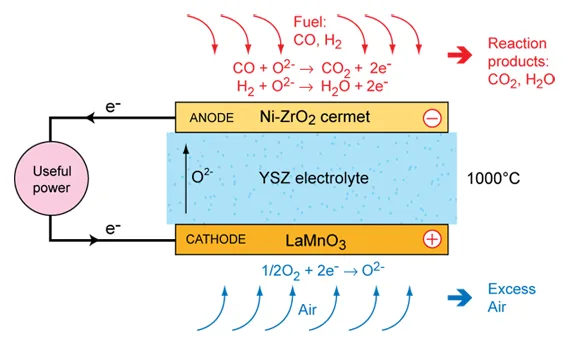 Fuel:
CO, H₂
CO + O²⁻ → CO₂ + 2e⁻
H₂ + O²⁻ → H₂O + 2e⁻
Reaction
products:
CO₂, H₂O
e⁻
ANODE Ni-ZrO₂ cermet −
Useful
power
O²⁻ YSZ electrolyte 1000°C
e⁻
CATHODE LaMnO₃ +
1/2O₂ + 2e⁻ → O²⁻
Air
Excess
Air